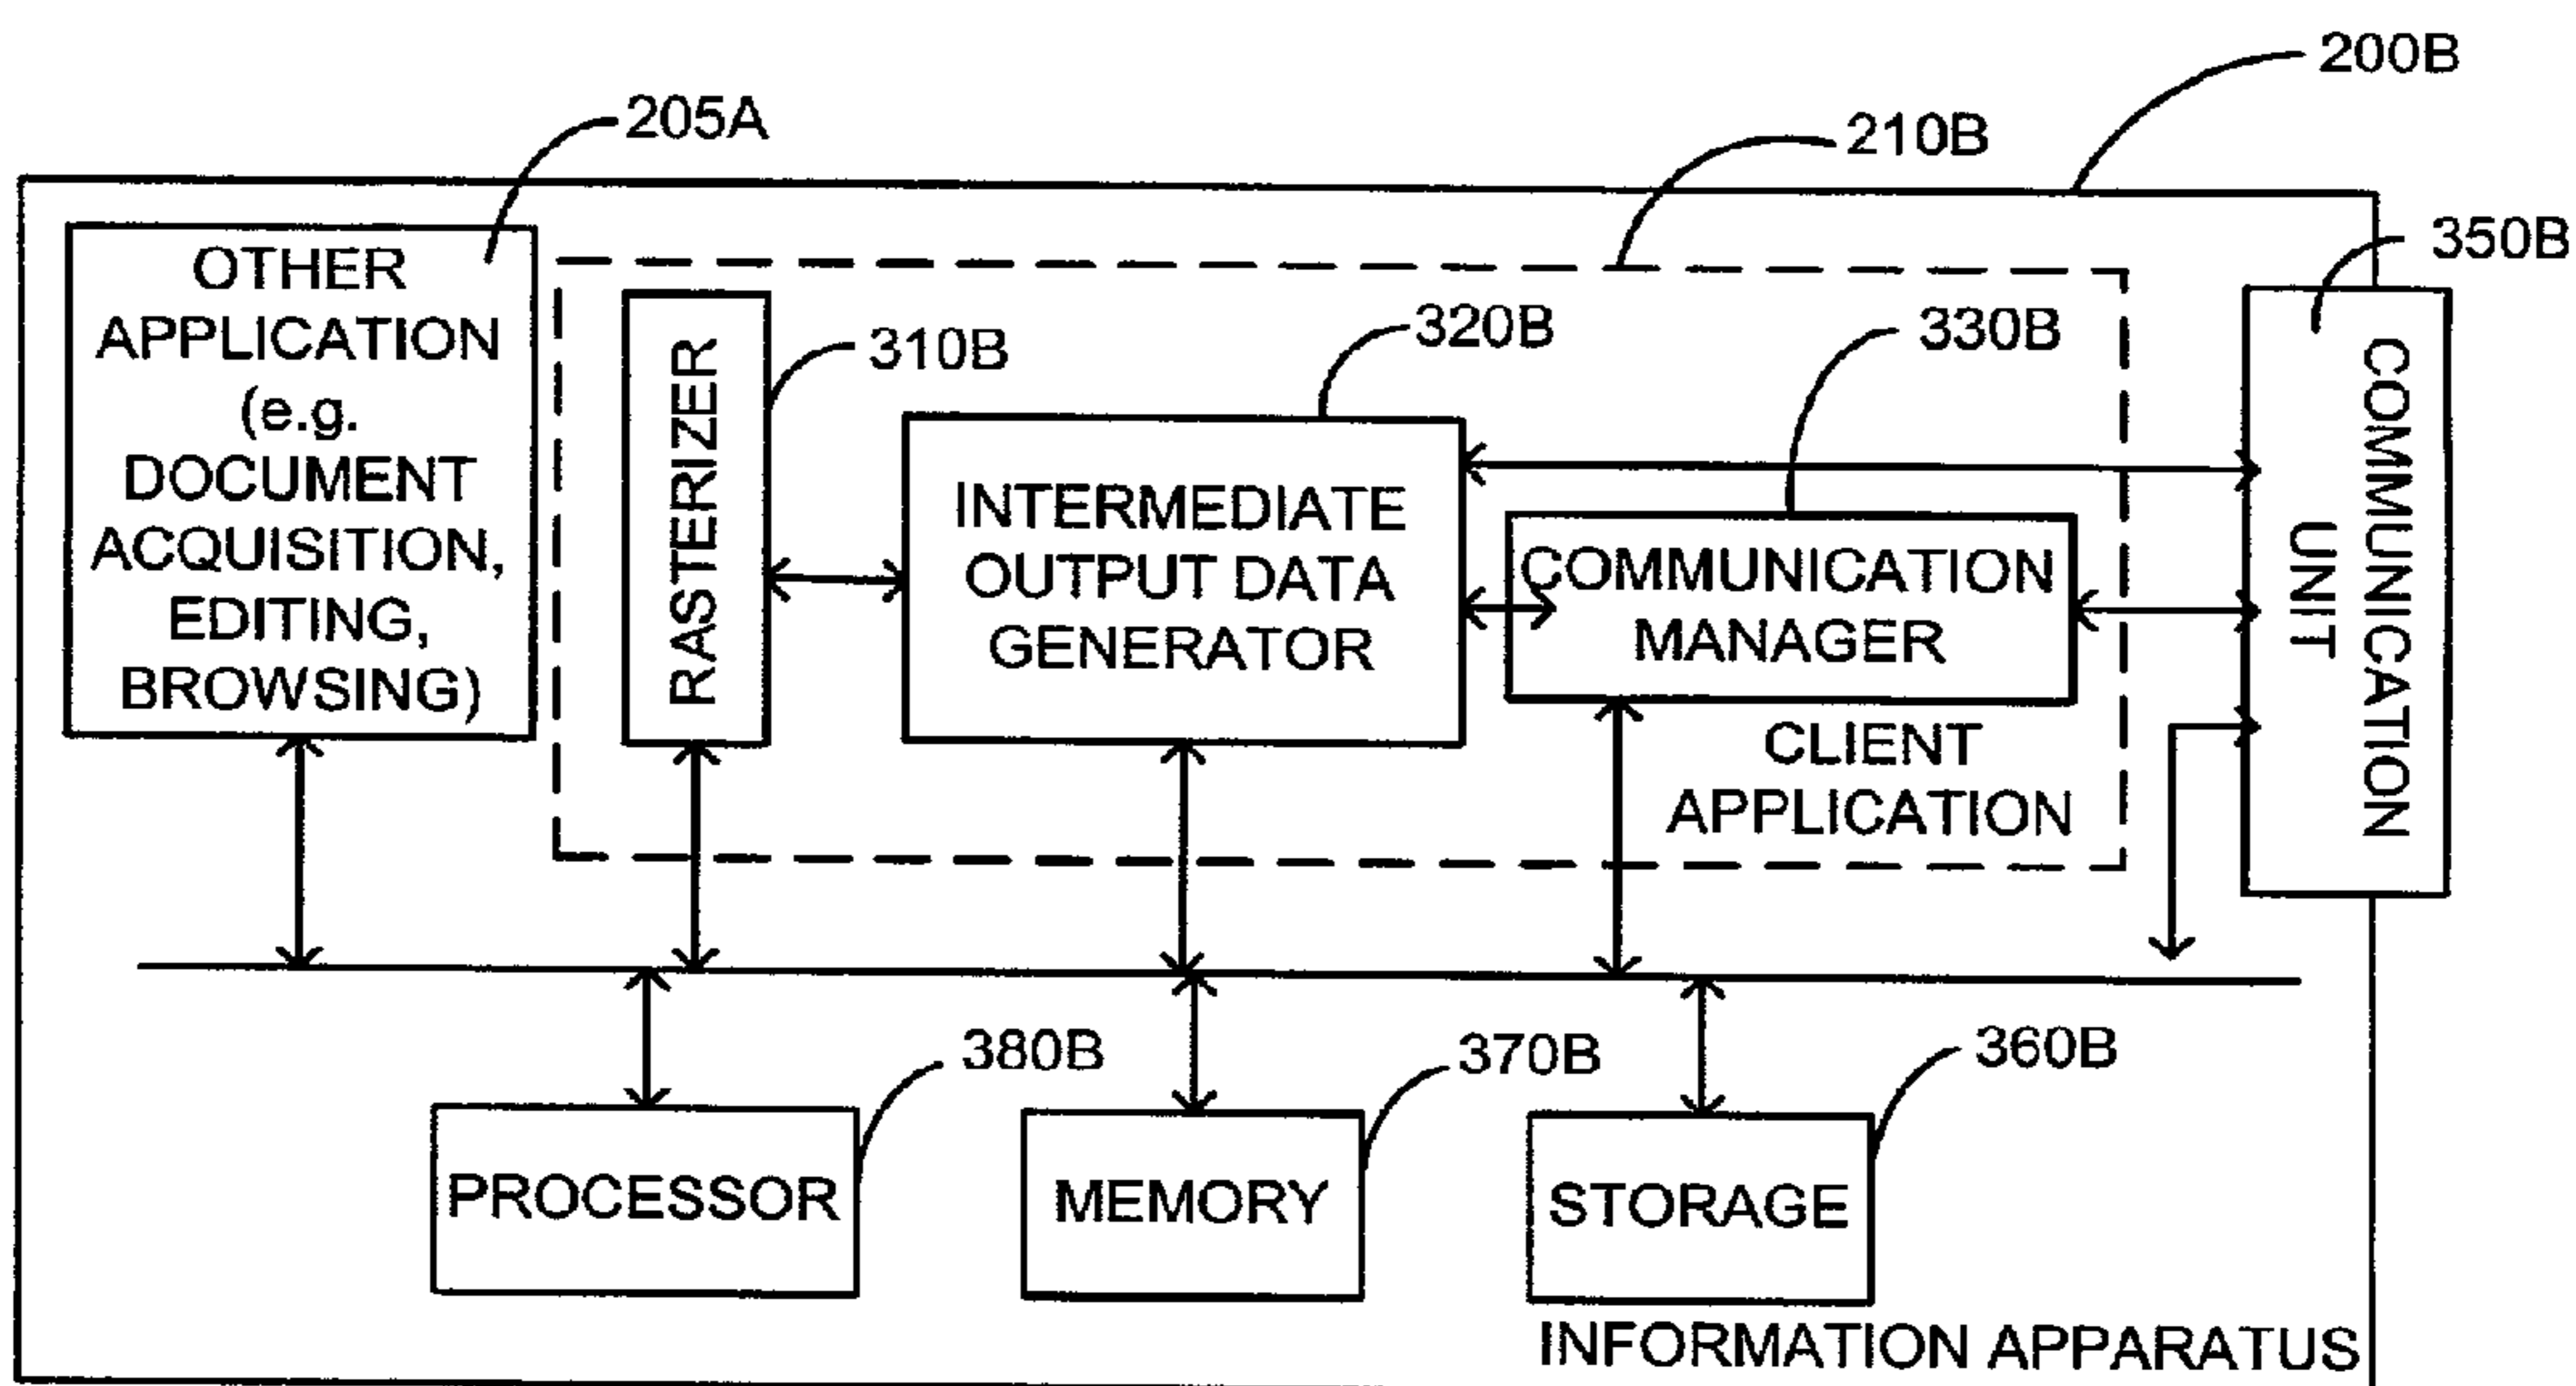 200B
205A
210B
350B
OTHER
APPLICATION
(e.g.
DOCUMENT
ACQUISITION,
EDITING,
BROWSING)
RASTERIZER
310B
320B
330B
INTERMEDIATE
OUTPUT DATA
GENERATOR
COMMUNICATION
MANAGER
CLIENT
APPLICATION
COMMUNICATION
UNIT
380B
370B
360B
PROCESSOR
MEMORY
STORAGE
INFORMATION APPARATUS